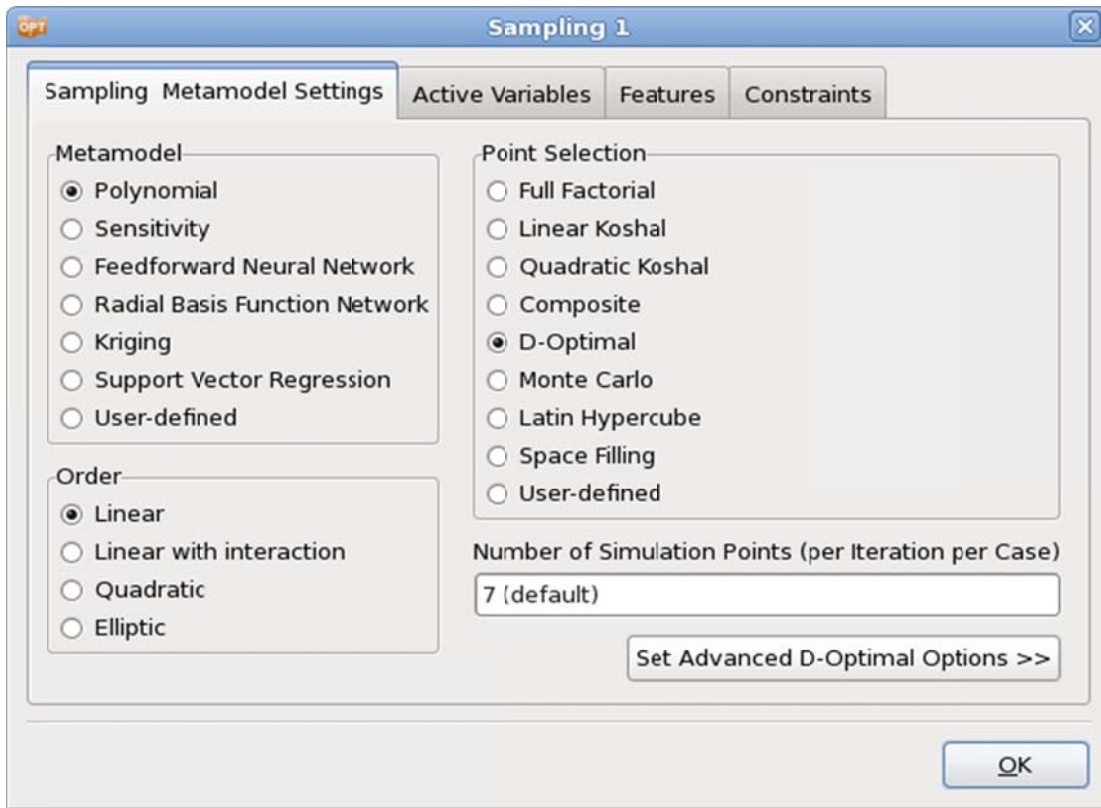 OPT
Sampling 1
Sampling Metamodel Settings
Active Variables
Features
Constraints
Metamodel
Polynomial
Sensitivity
Feedforward Neural Network
Radial Basis Function Network
Kriging
Support Vector Regression
User-defined
Order
Linear
Linear with interaction
Quadratic
Elliptic
Point Selection
Full Factorial
Linear Koshal
Quadratic Koshal
Composite
D-Optimal
Monte Carlo
Latin Hypercube
Space Filling
User-defined
Number of Simulation Points (per Iteration per Case)
7 (default)
Set Advanced D-Optimal Options >>
OK